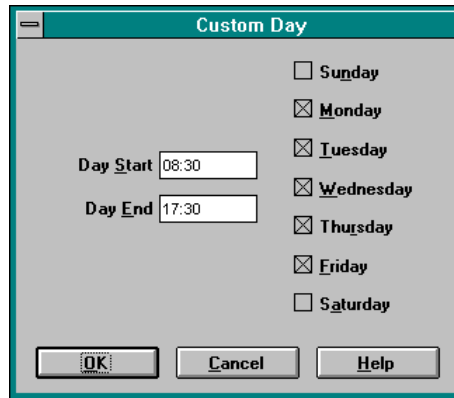 Custom Day
Sunday
Monday
Tuesday
Wednesday
Thursday
Friday
Saturday
Day Start 08:30
Day End 17:30
OK Cancel Help